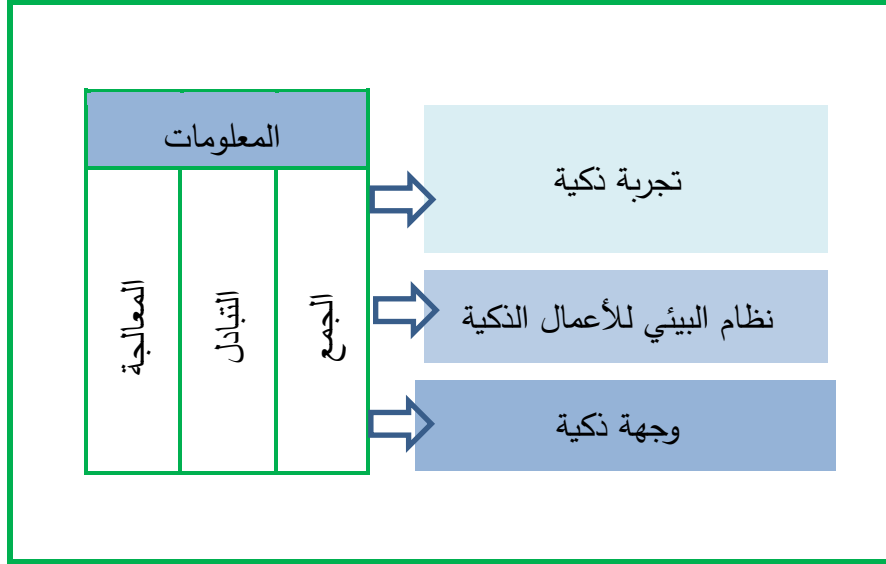 المعلومات
الجمع
التبادل
المعالجة
تجربة ذكية
نظام البيئي للأعمال الذكية
وجهة ذكية